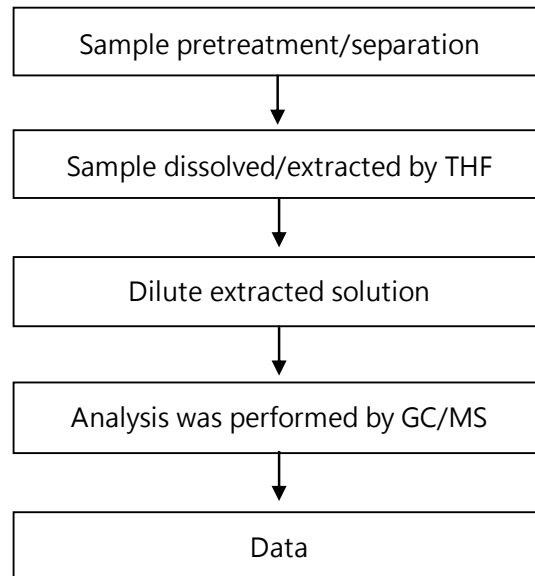 Sample pretreatment/separation
Sample dissolved/extracted by THF
Dilute extracted solution
Analysis was performed by GC/MS
Data